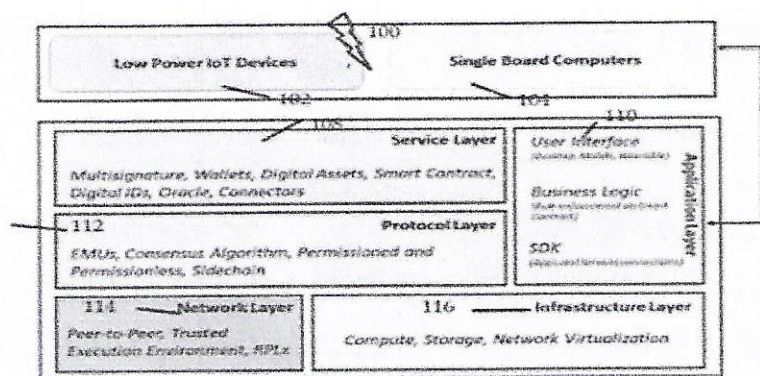 100
Low Power IoT Devices
Single Board Computers
102
104
108
110
Service Layer
Multisignature, Wallets, Digital Assets, Smart Contract,
Digital IDs, Oracle, Connectors
User Interface
Business Logic
SDK
Application Layer
112
Protocol Layer
EMUs, Consensus Algorithm, Permissioned and
Permissionless, Sidechain
114
Network Layer
Peer-to-Peer, Trusted
Execution Environment,
116
Infrastructure Layer
Compute, Storage, Network Virtualization